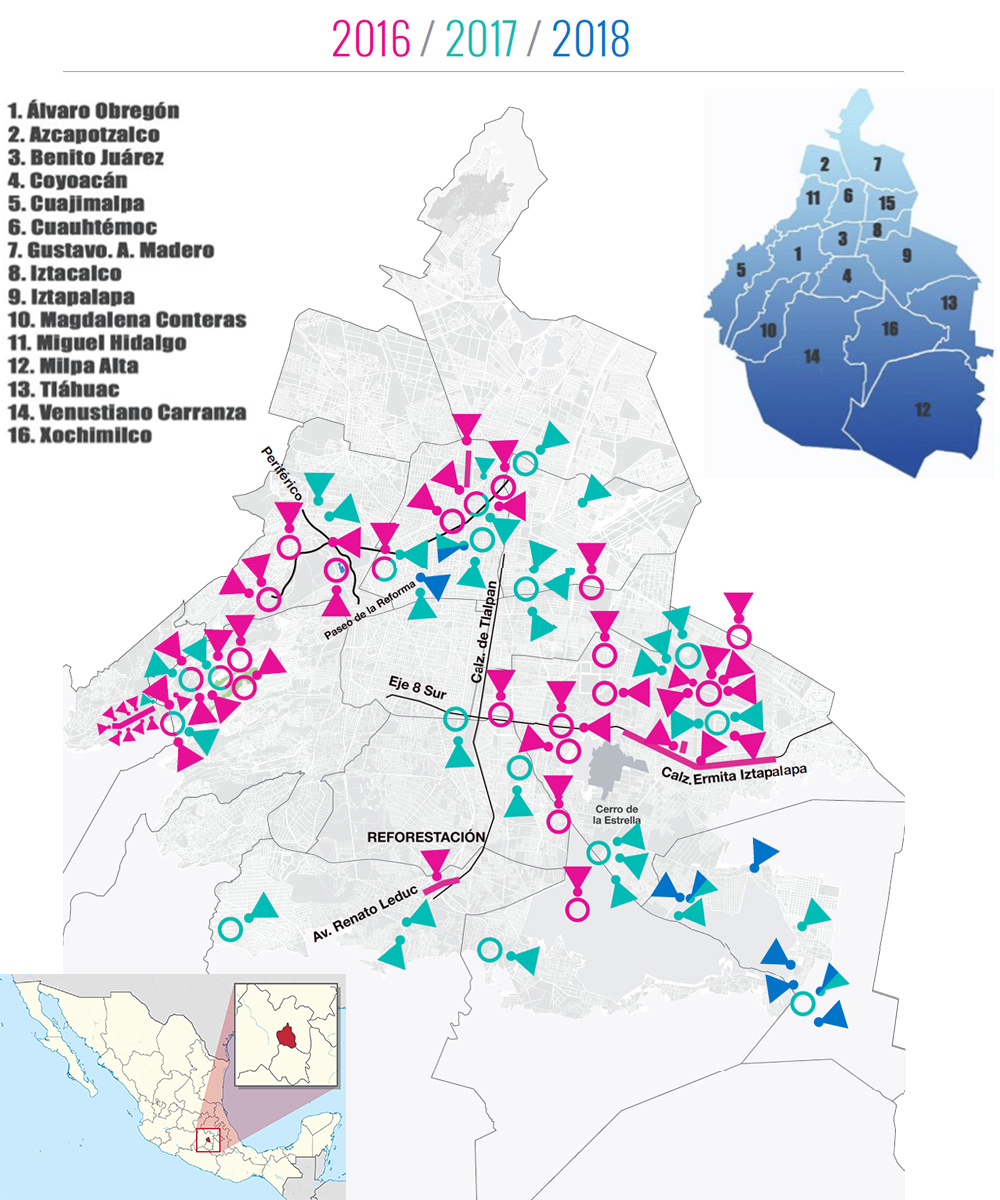 2016 / 2017 / 2018
1. Álvaro Obregón
2. Azcapotzalco
3. Benito Juárez
4. Coyoacán
5. Cuajimalpa
6. Cuauhtémoc
7. Gustavo. A. Madero
8. Iztacalco
9. Iztapalapa
10. Magdalena Conteras
11. Miguel Hidalgo
12. Milpa Alta
13. Tláhuac
14. Venustiano Carranza
16. Xochimilco
2
7
11
6
15
8
3
1
9
5
4
13
10
16
14
12
Periférico
Paseo de la Reforma
Calz. de Tlalpan
Eje 8 Sur
Calz. Ermita Iztapalapa
Cerro de
la Estrella
REFORESTACIÓN
Av. Renato Leduc